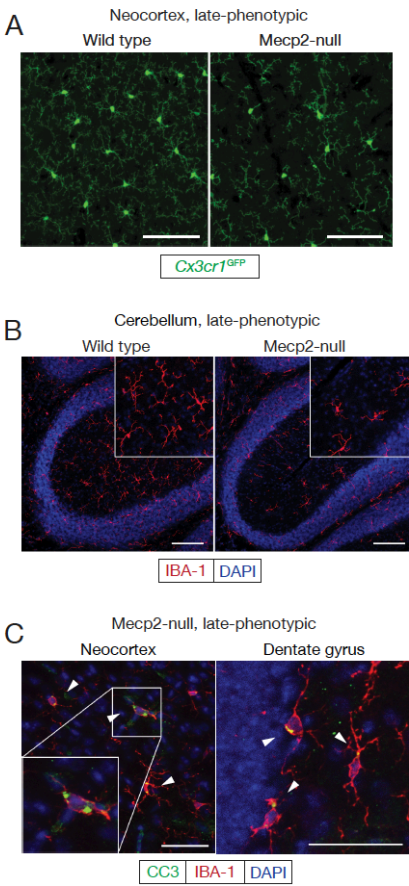 A
Neocortex, late-phenotypic
Wild type Mecp2-null
Cx3cr1GFP
B
Cerebellum, late-phenotypic
Wild type Mecp2-null
IBA-1 DAPI
C
Mecp2-null, late-phenotypic
Neocortex Dentate gyrus
CC3 IBA-1 DAPI